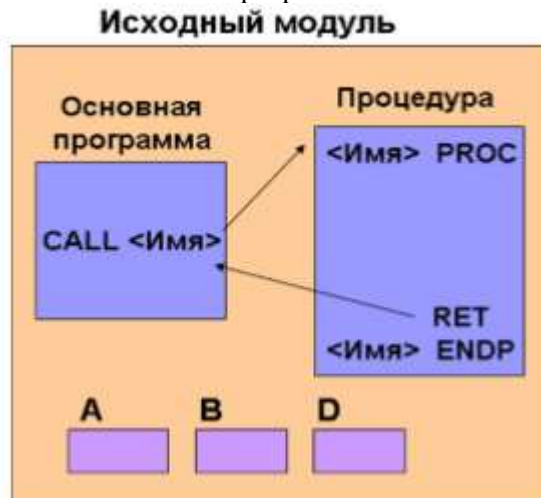 Исходный модуль
Основная
программа
Процедура
<Имя> PROC
CALL <Имя>
RET
<Имя> ENDP
A
B
D